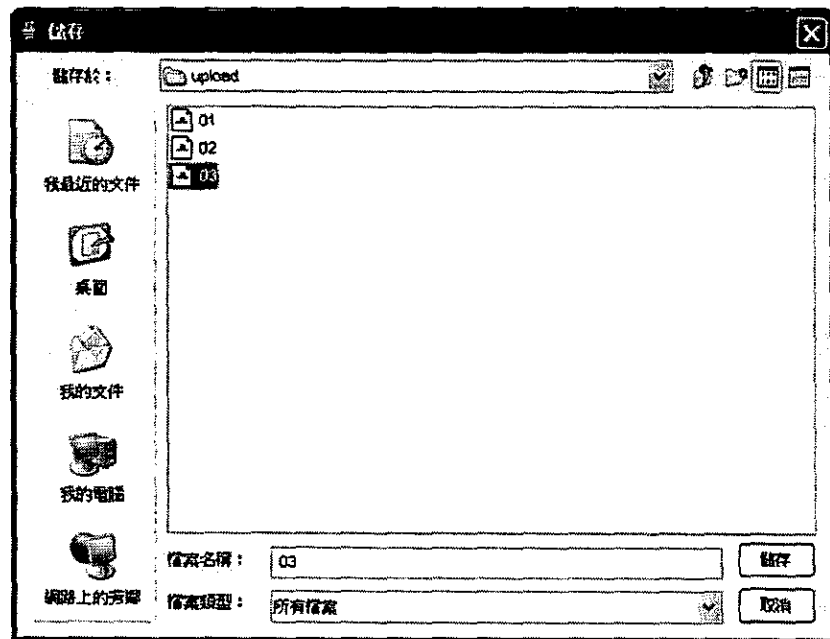 儲存
儲存於：
upload
01
02
03
我最近的文件
桌面
我的文件
我的電腦
網路上的芳鄰
檔案名稱：
03
儲存
檔案類型：
所有檔案
取消